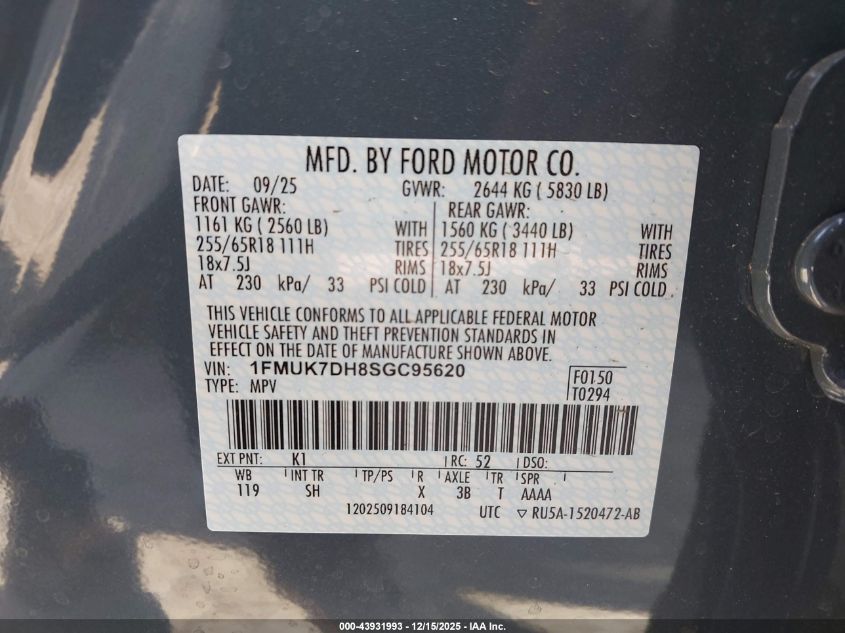 MFD. BY FORD MOTOR CO.
DATE: 09/25 GVWR: 2644 KG ( 5830 LB)
FRONT GAWR: REAR GAWR:
1161 KG ( 2560 LB) WITH 1560 KG ( 3440 LB) WITH
255/65R18 111H TIRES 255/65R18 111H TIRES
18x7.5J RIMS 18x7.5J RIMS
AT 230 kPa/ 33 PSI COLD AT 230 kPa/ 33 PSI COLD
THIS VEHICLE CONFORMS TO ALL APPLICABLE FEDERAL MOTOR
VEHICLE SAFETY AND THEFT PREVENTION STANDARDS IN
EFFECT ON THE DATE OF MANUFACTURE SHOWN ABOVE.
VIN: 1FMUK7DH8SGC95620 F0150
TYPE: MPV T0294
EXT PNT: K1 RC: 52 DSO:
WB INT TR TP/PS R AXLE TR SPR
119 SH X 3B T AAAA
1202509184104 UTC ▽ RU5A-1520472-AB
000-43931993 - 12/15/2025 - IAA Inc.